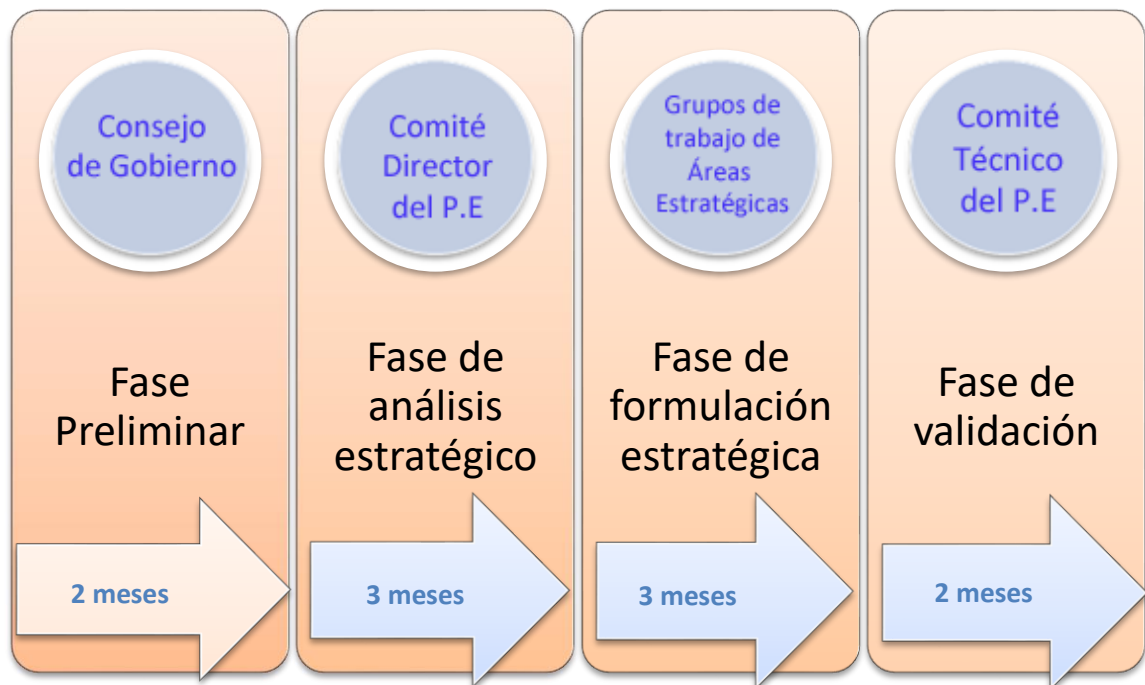 Consejo
de Gobierno
Fase
Preliminar
2 meses
Comité
Director
del P.E
Fase de
análisis
estratégico
3 meses
Grupos de
trabajo de
Áreas
Estratégicas
Fase de
formulación
estratégica
3 meses
Comité
Técnico
del P.E
Fase de
validación
2 meses